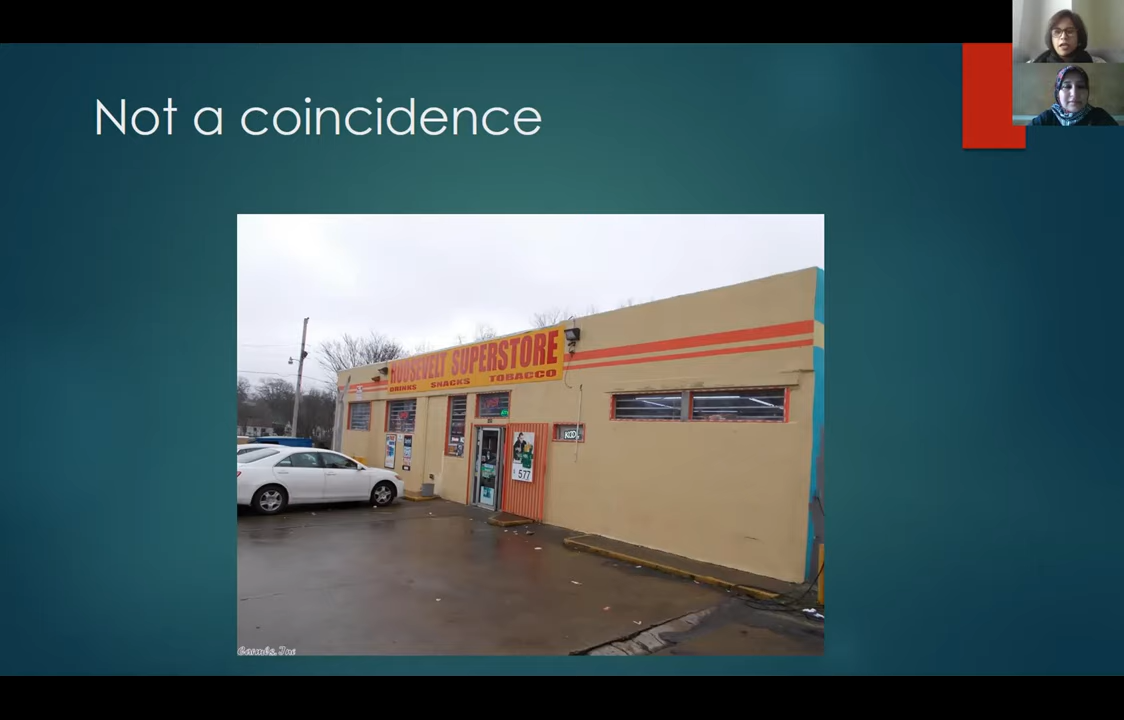 Not a coincidence
ROOSEVELT SUPERSTORE
DRINKS SNACKS TOBACCO
577